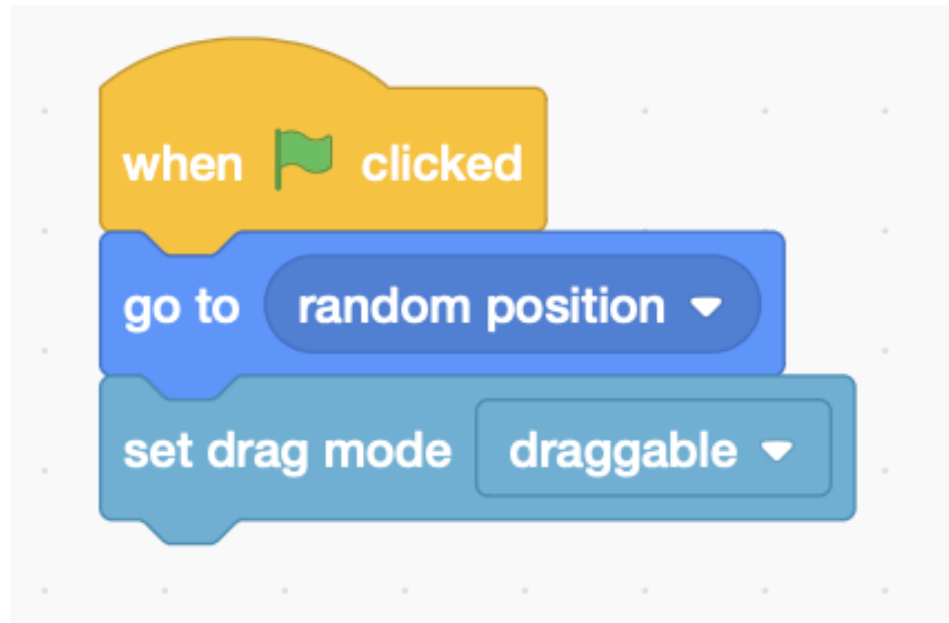 when clicked
go to random position
set drag mode draggable